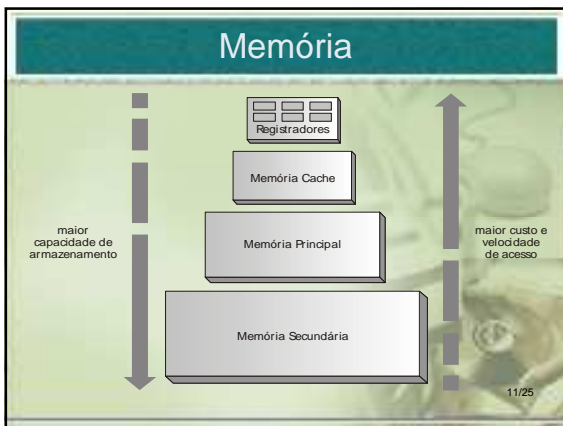 Memória
Registradores
Memória Cache
maior
capacidade de
armazenamento
Memória Principal
maior custo e
velocidade
de acesso
Memória Secundária
11/25